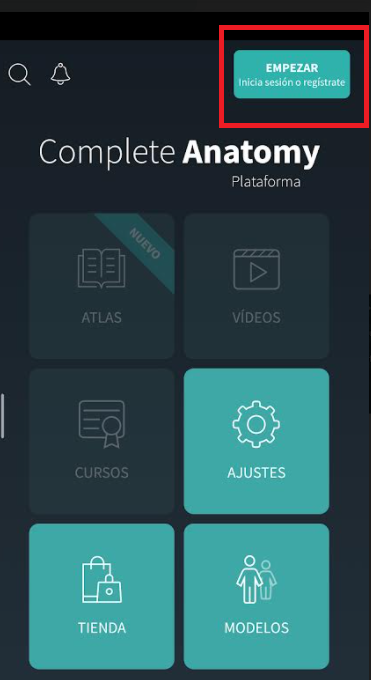 EMPEZAR
Inicia sesión o regístrate
Complete Anatomy
Plataforma
NUEVO
ATLAS
VÍDEOS
CURSOS
AJUSTES
TIENDA
MODELOS